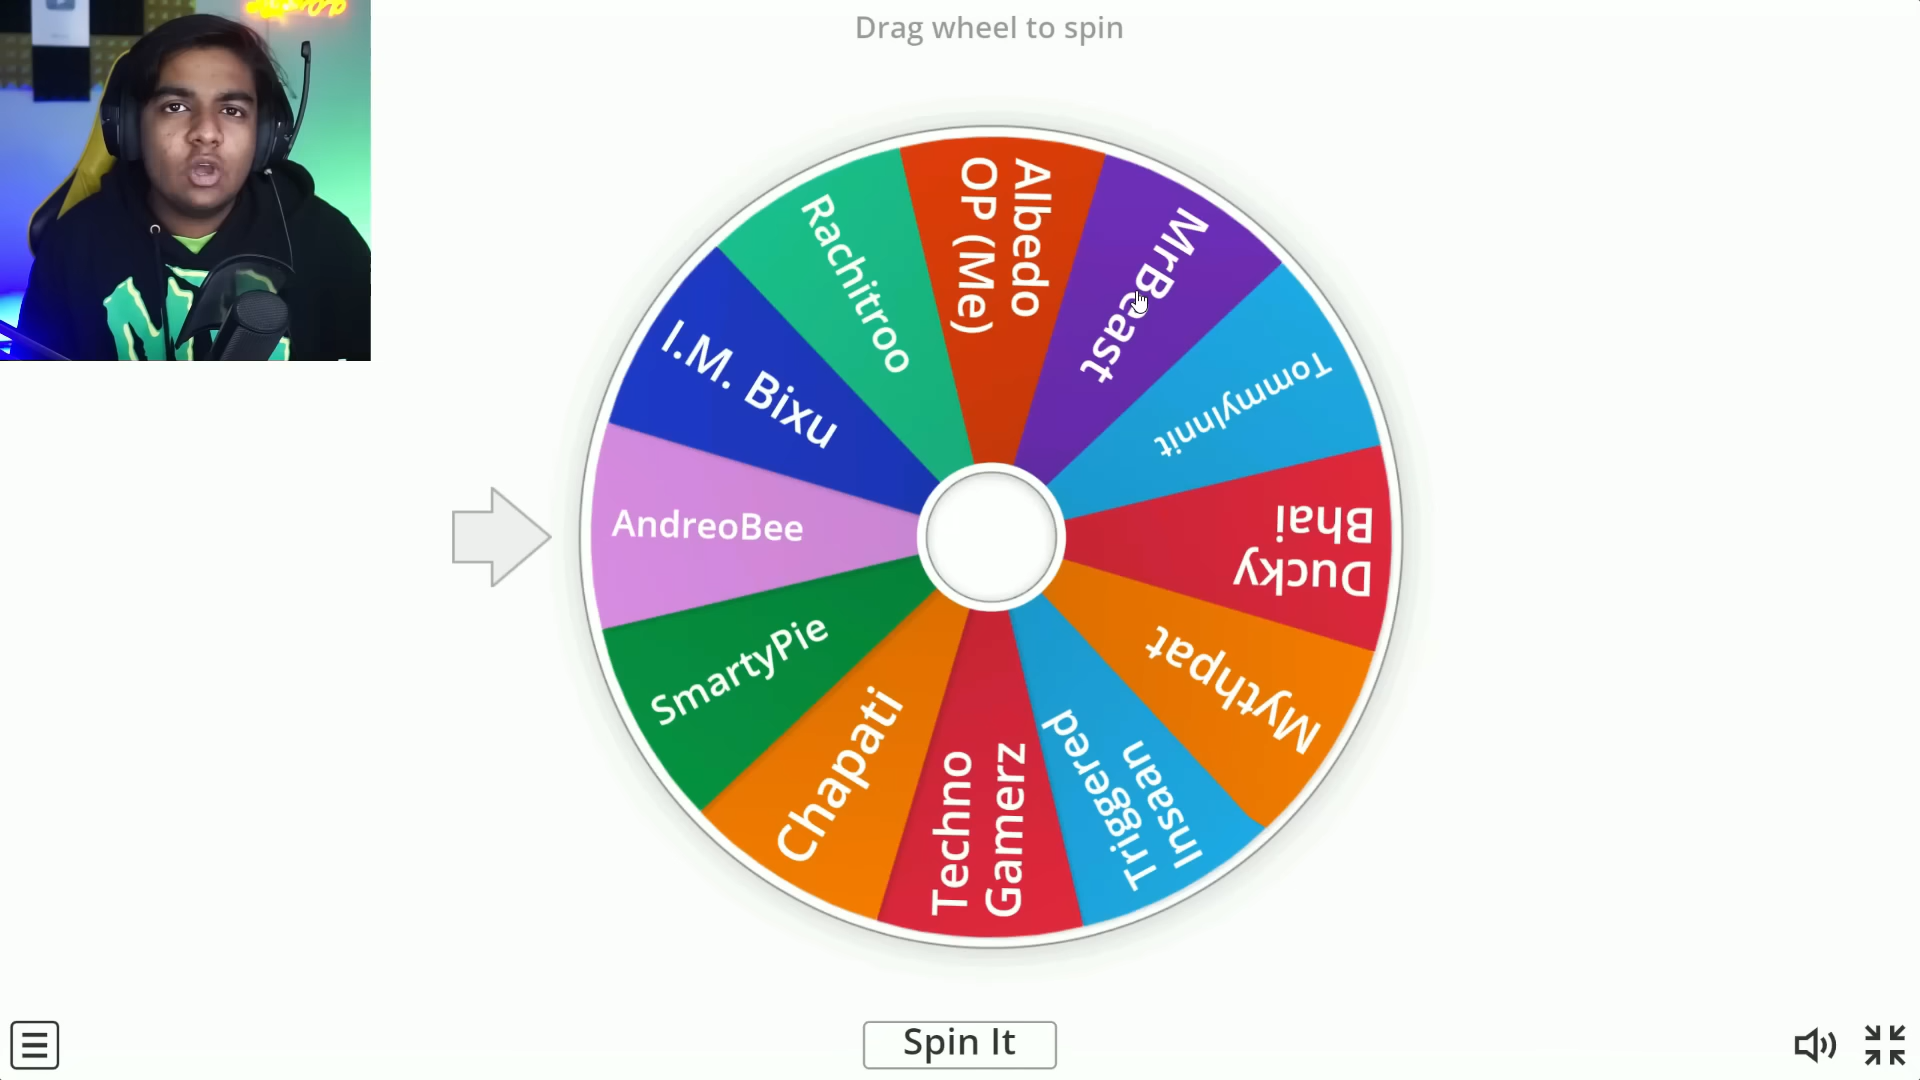 Drag wheel to spin
Albedo
OP (Me)
MrBeast
TommyInnit
Ducky
Bhai
Mythpat
Triggered
Insaan
Techno
Gamerz
Chapati
SmartyPie
AndreoBee
I.M. Bixu
Rachitroo
Spin It